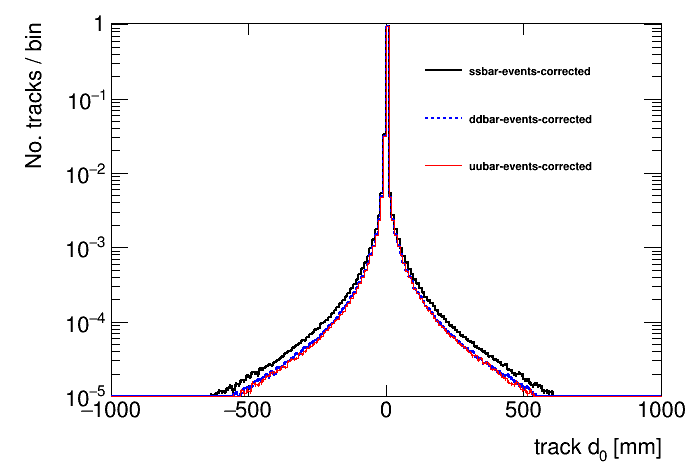 No. tracks / bin
1
10⁻¹
10⁻²
10⁻³
10⁻⁴
10⁻⁵
ssbar-events-corrected
ddbar-events-corrected
uubar-events-corrected
−1000 −500 0 500 1000
track d₀ [mm]